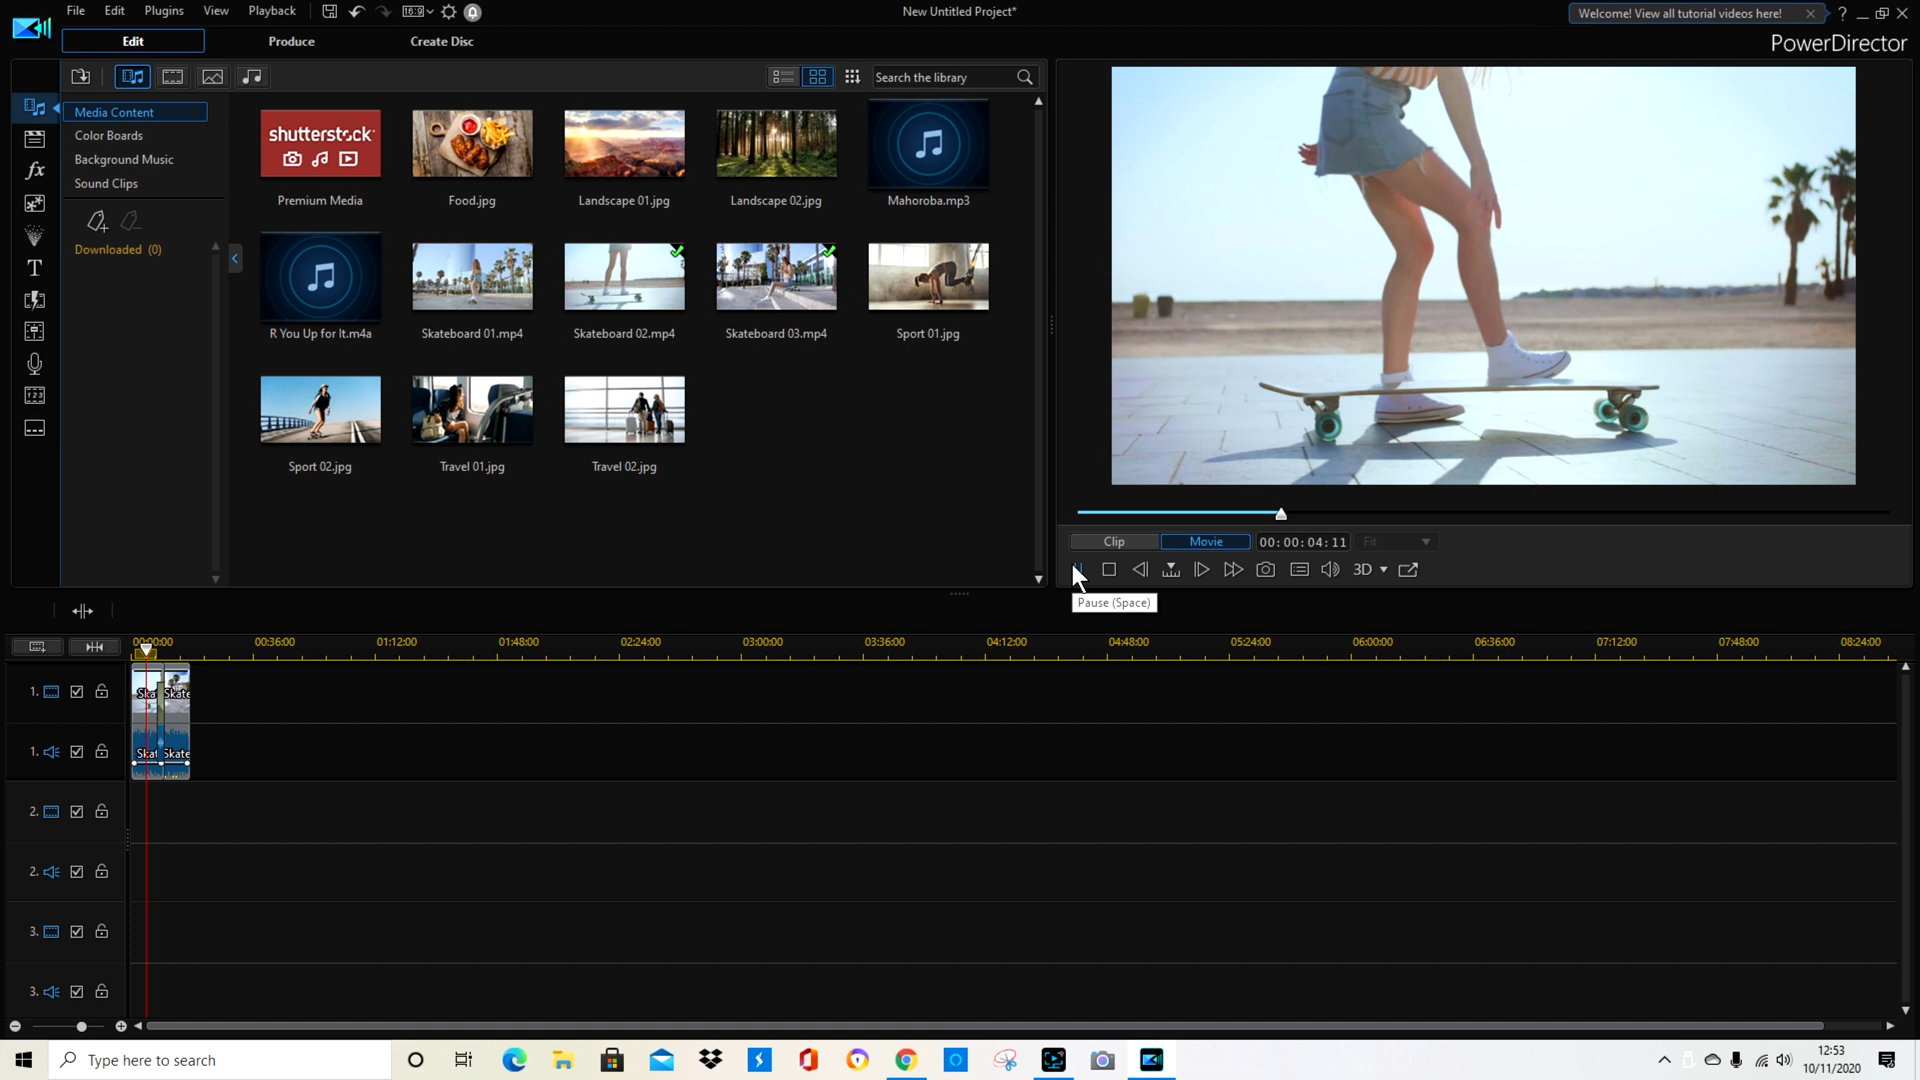 File Edit Plugins View Playback 16:9 New Untitled Project* Welcome! View all tutorial videos here! ?
Edit Produce Create Disc PowerDirector
Search the library
Media Content
Color Boards
Background Music
Sound Clips
Downloaded (0)
fx
T
shutterstock
Premium Media Food.jpg Landscape 01.jpg Landscape 02.jpg Mahoroba.mp3
R You Up for It.m4a Skateboard 01.mp4 Skateboard 02.mp4 Skateboard 03.mp4 Sport 01.jpg
Sport 02.jpg Travel 01.jpg Travel 02.jpg
Clip Movie 00:00:04:11 Fit
3D
Pause (Space)
00:00:00 00:36:00 01:12:00 01:48:00 02:24:00 03:00:00 03:36:00 04:12:00 04:48:00 05:24:00 06:00:00 06:36:00 07:12:00 07:48:00 08:24:00
1. Skat Skate
1. Skat Skate
2.
2.
3.
3.
Type here to search
12:53
10/11/2020